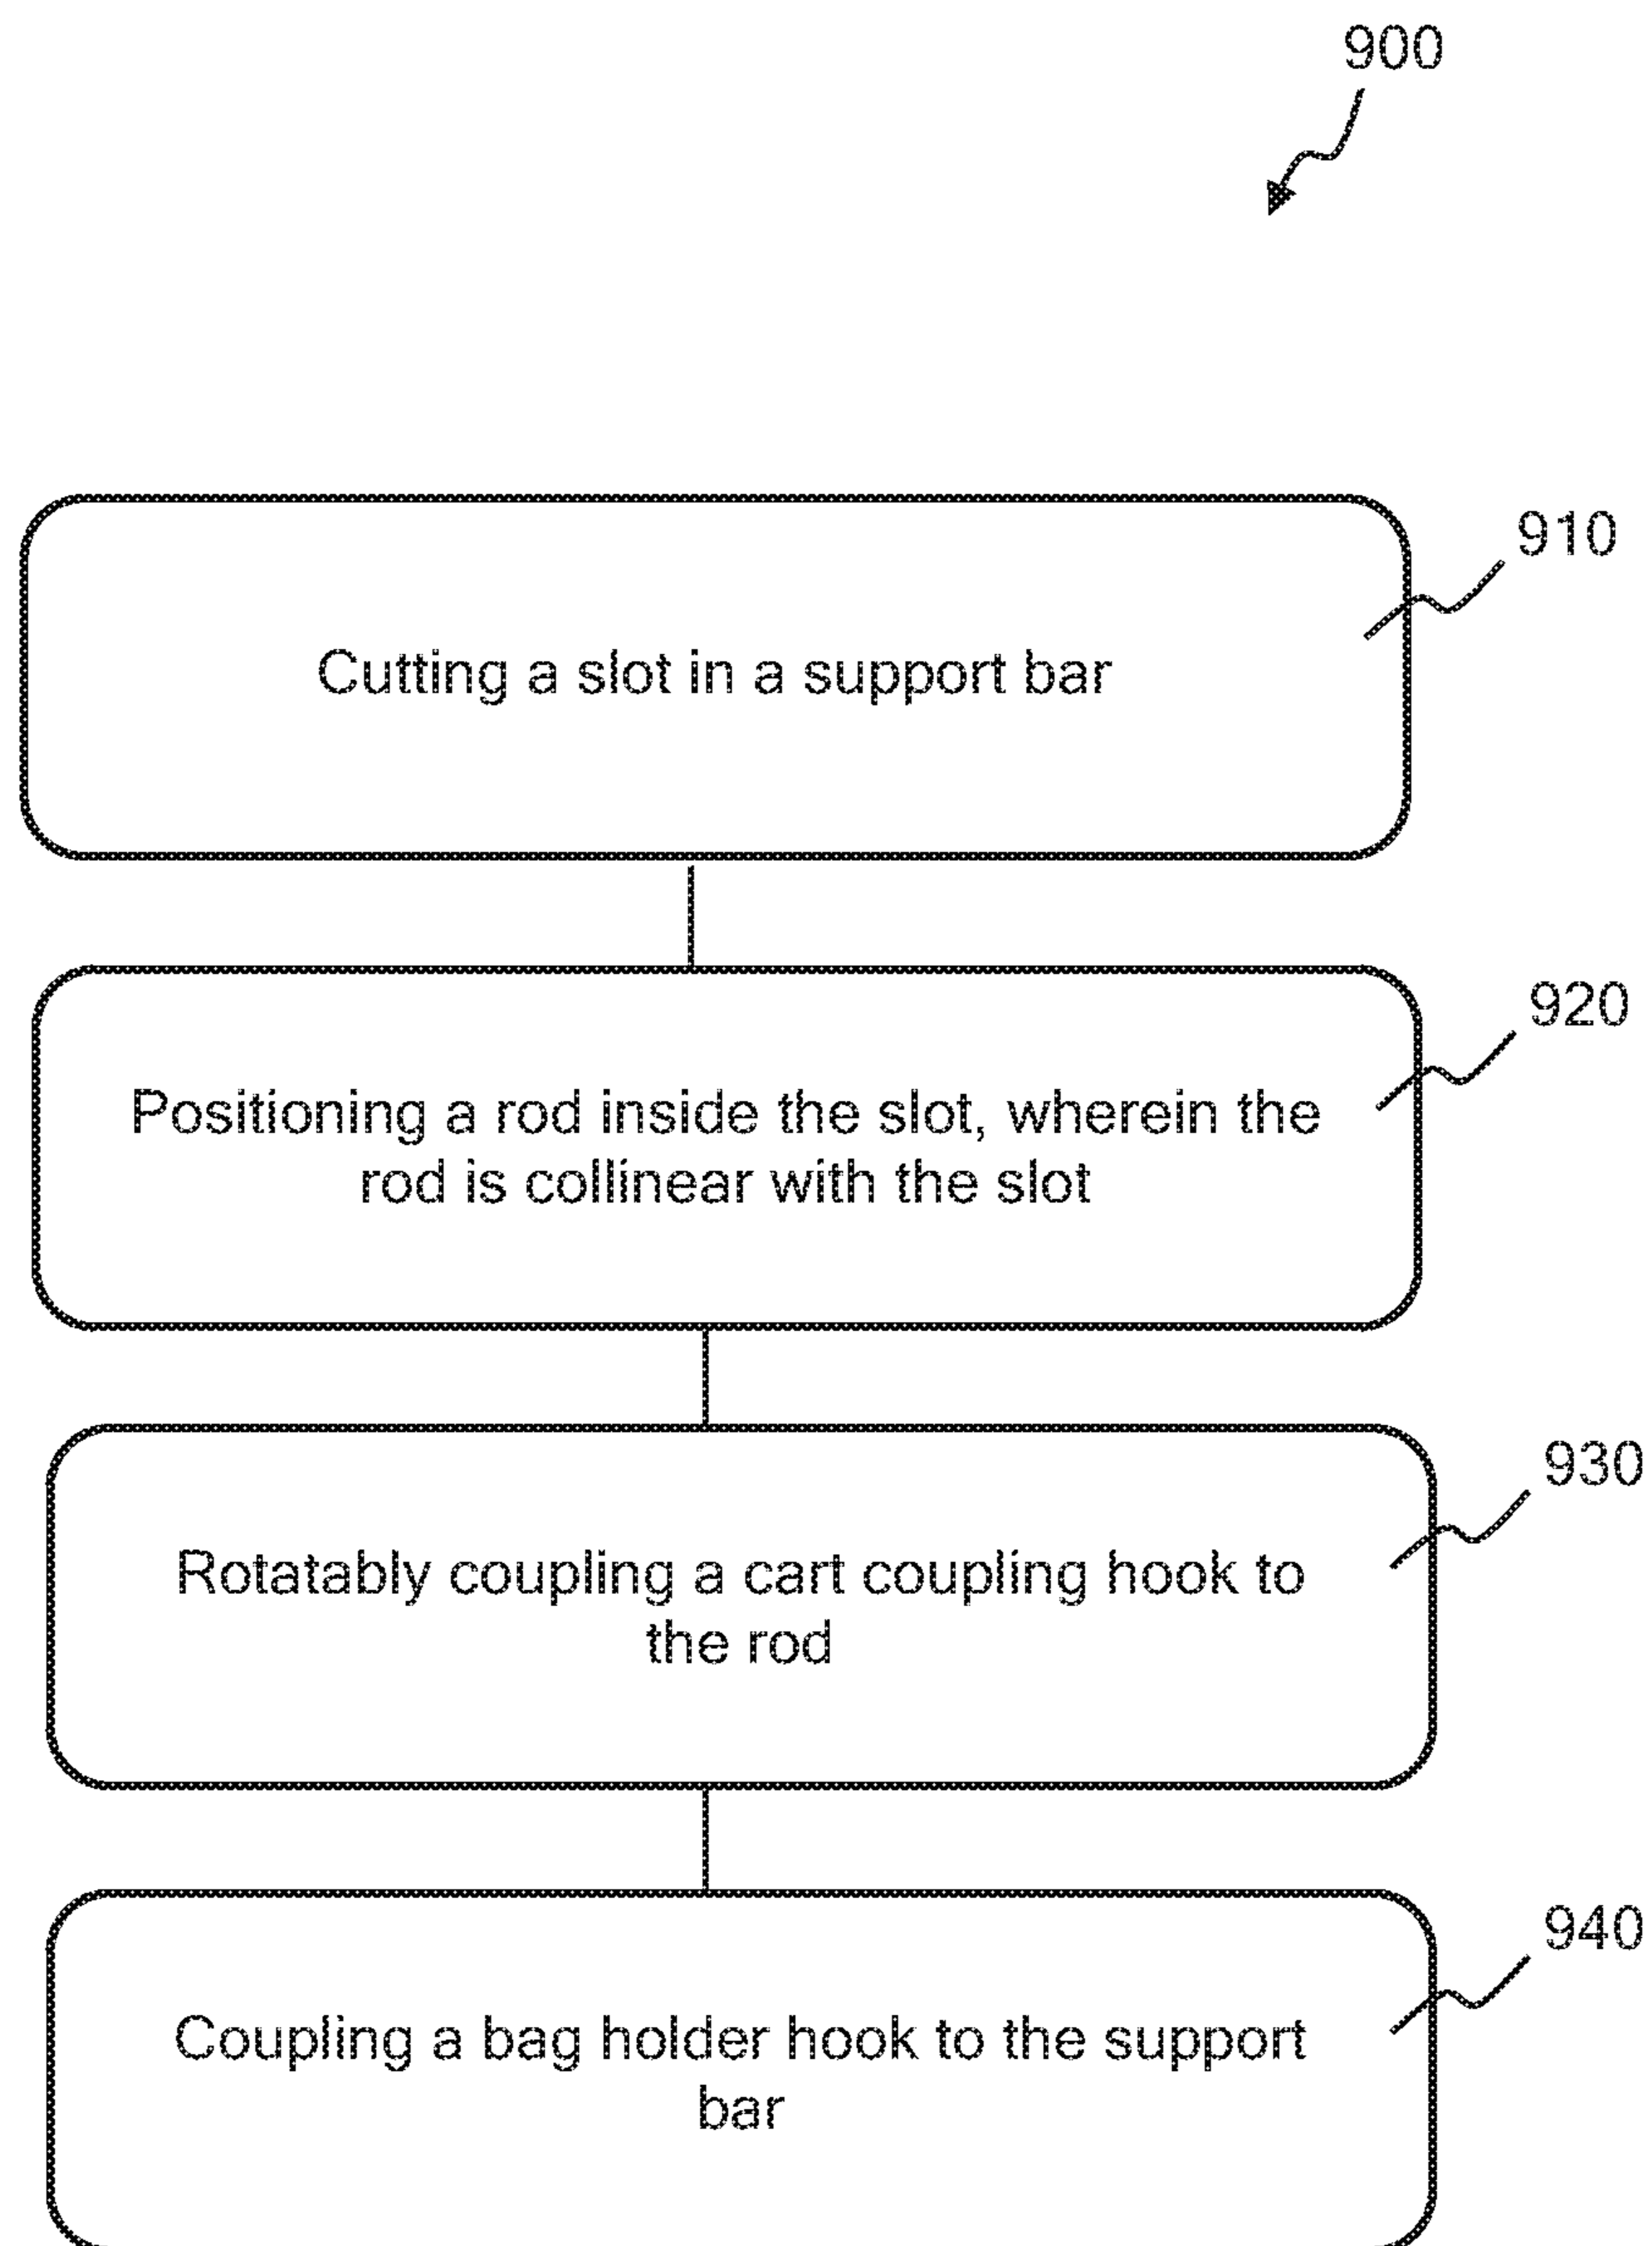 900
910
Cutting a slot in a support bar
920
Positioning a rod inside the slot, wherein the
rod is collinear with the slot
930
Rotatably coupling a cart coupling hook to
the rod
940
Coupling a bag holder hook to the support
bar